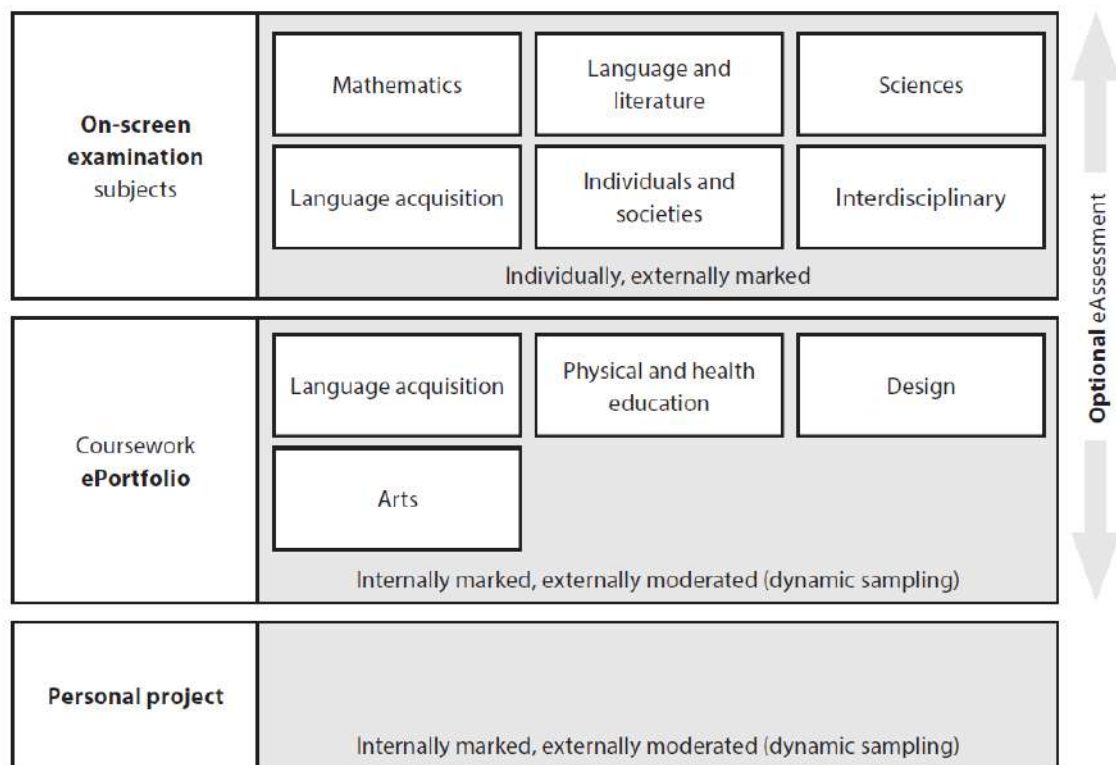 On-screen
examination
subjects
Mathematics
Language and
literature
Sciences
Language acquisition
Individuals and
societies
Interdisciplinary
Individually, externally marked
Coursework
ePortfolio
Language acquisition
Physical and health
education
Design
Arts
Internally marked, externally moderated (dynamic sampling)
Optional eAssessment
Personal project
Internally marked, externally moderated (dynamic sampling)